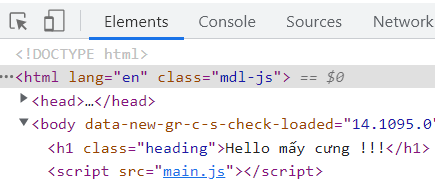 Elements Console Sources Network
<!DOCTYPE html>
···<html lang="en" class="mdl-js"> == $0
▶<head>…</head>
▼<body data-new-gr-c-s-check-loaded="14.1095.0"
<h1 class="heading">Hello mấy cưng !!!</h1>
<script src="main.js"></script>